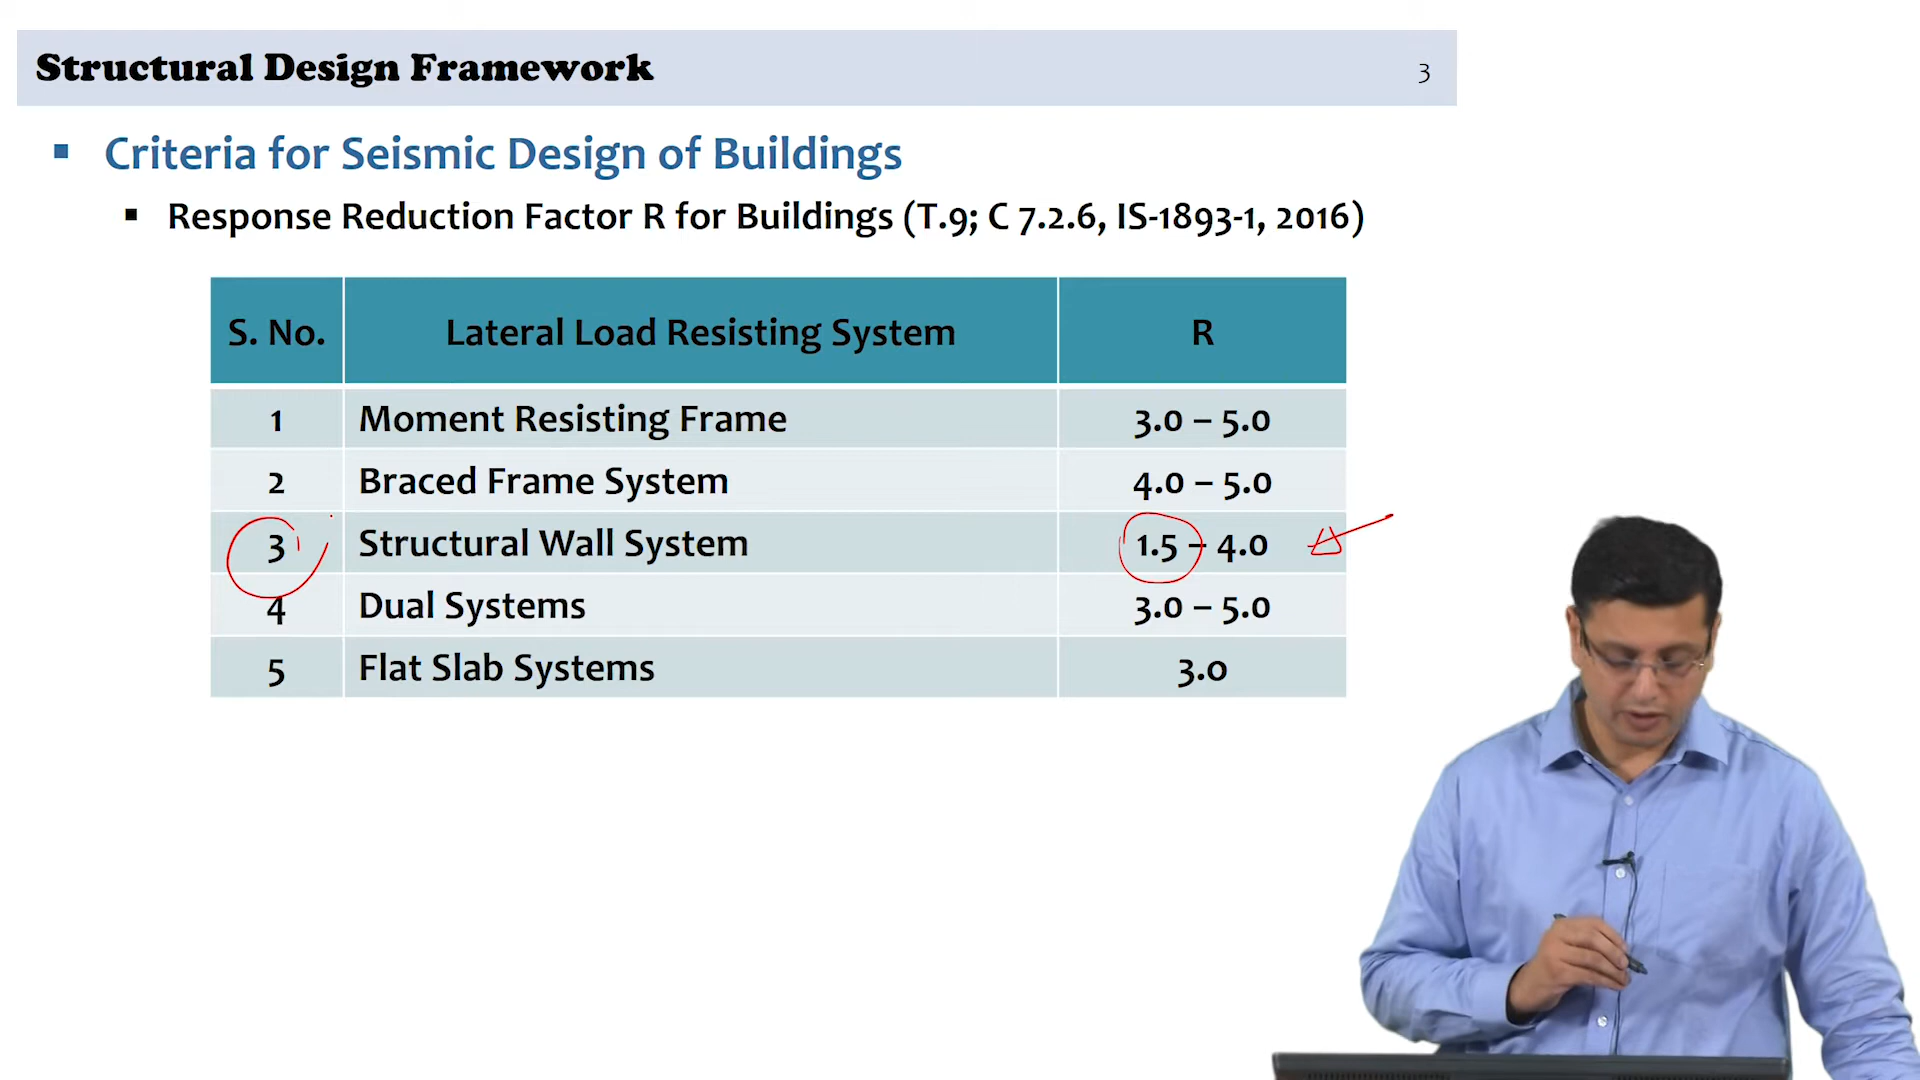 Structural Design Framework 3
▪ Criteria for Seismic Design of Buildings
▪ Response Reduction Factor R for Buildings (T.9; C 7.2.6, IS-1893-1, 2016)
S. No. Lateral Load Resisting System R
1 Moment Resisting Frame 3.0 – 5.0
2 Braced Frame System 4.0 – 5.0
3 Structural Wall System 1.5 – 4.0
4 Dual Systems 3.0 – 5.0
5 Flat Slab Systems 3.0